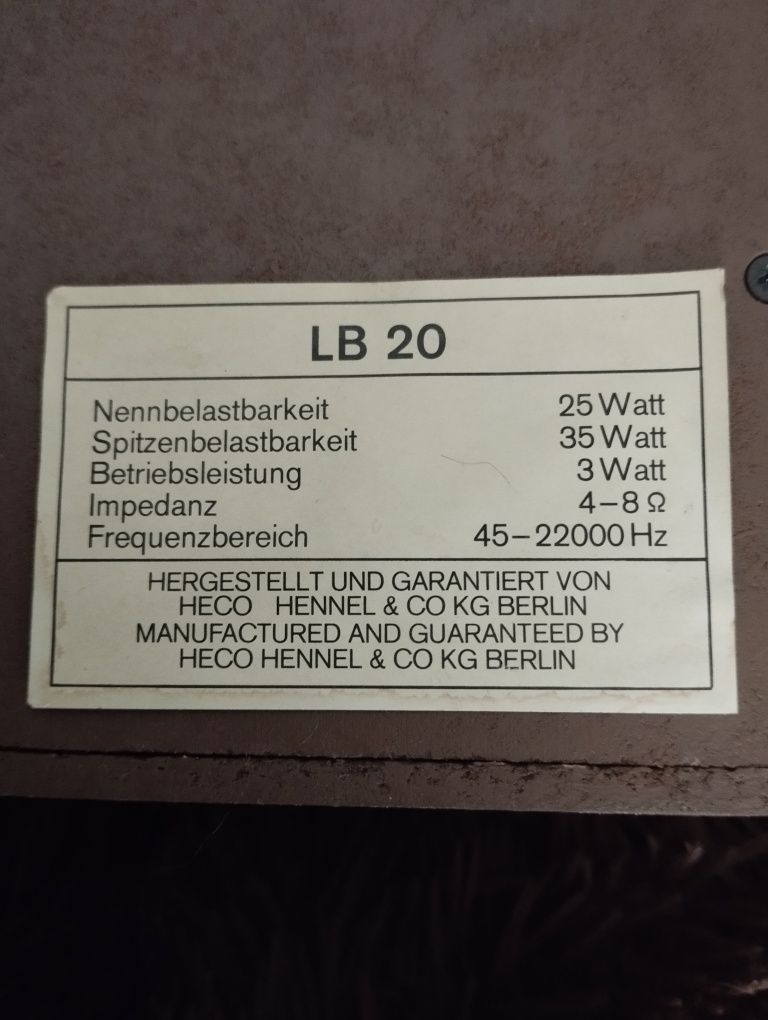 LB 20
Nennbelastbarkeit 25 Watt
Spitzenbelastbarkeit 35 Watt
Betriebsleistung 3 Watt
Impedanz 4–8 Ω
Frequenzbereich 45–22000 Hz
HERGESTELLT UND GARANTIERT VON
HECO HENNEL & CO KG BERLIN
MANUFACTURED AND GUARANTEED BY
HECO HENNEL & CO KG BERLIN